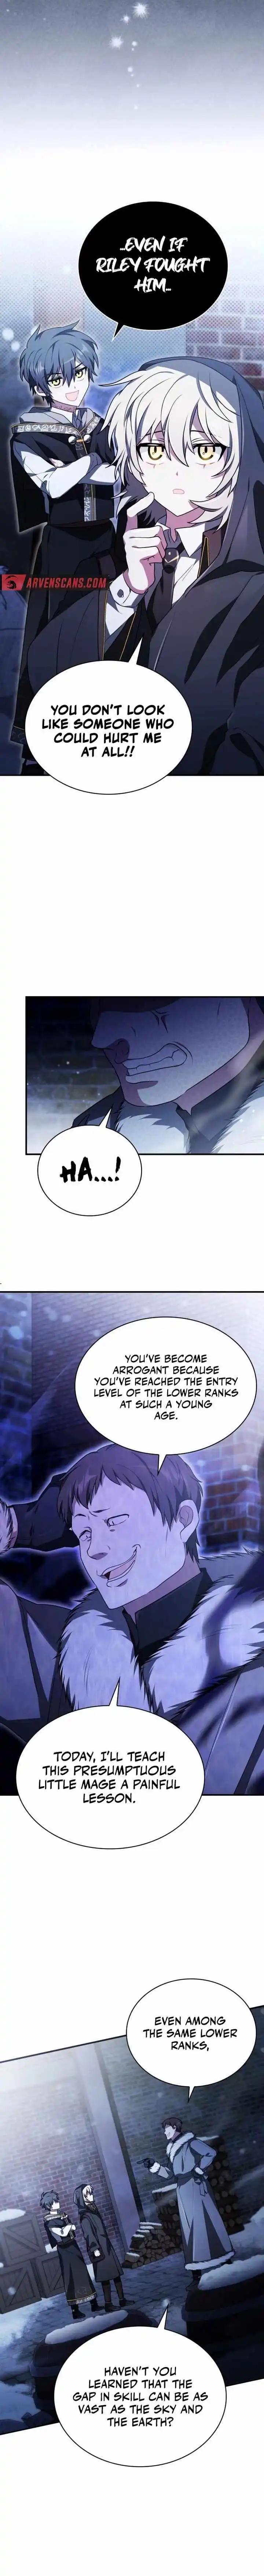 ..EVEN IF
RILEY FOUGHT
HIM..
ARVENSCANS.COM
YOU DON'T LOOK
LIKE SOMEONE WHO
COULD HURT ME
AT ALL!!
HA...!
YOU'VE BECOME
ARROGANT BECAUSE
YOU'VE REACHED THE ENTRY
LEVEL OF THE LOWER RANKS
AT SUCH A YOUNG
AGE.
TODAY, I'LL TEACH
THIS PRESUMPTUOUS
LITTLE MAGE A PAINFUL
LESSON.
EVEN AMONG
THE SAME LOWER
RANKS,
HAVEN'T YOU
LEARNED THAT THE
GAP IN SKILL CAN BE AS
VAST AS THE SKY AND
THE EARTH?